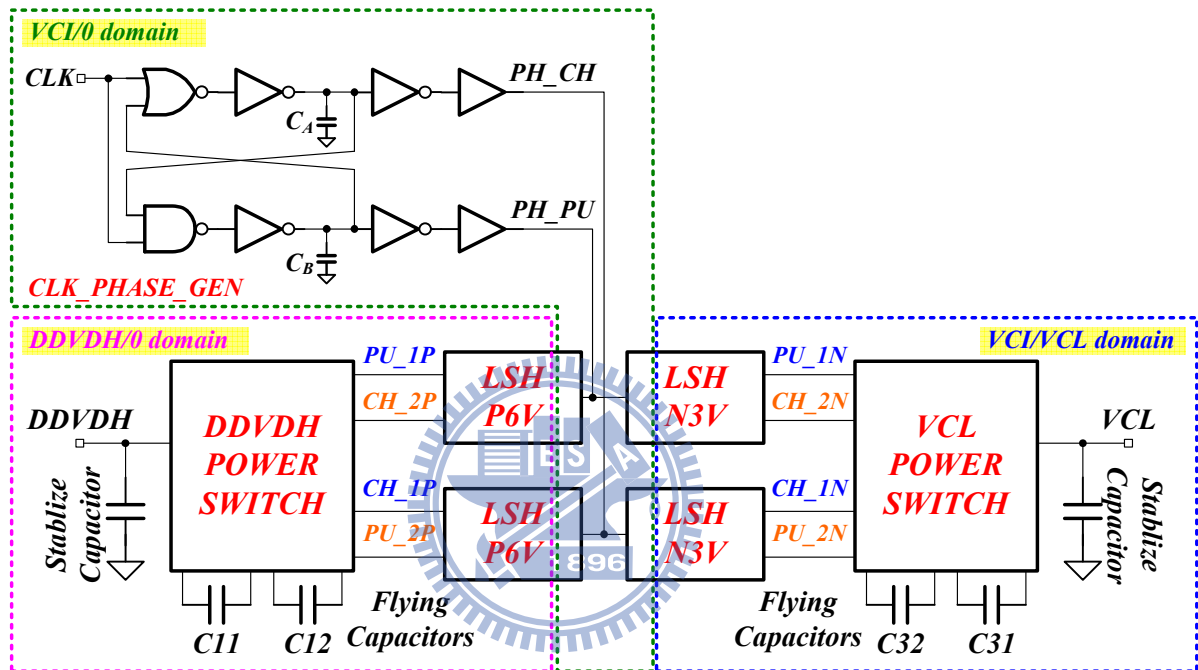 VCI/0 domain
CLK
PH_CH
C_A
PH_PU
C_B
CLK_PHASE_GEN
DDVDH/0 domain
VCI/VCL domain
PU_1P
LSH
P6V
CH_2P
LSH
N3V
PU_1N
CH_2N
DDVDH
DDVDH
POWER
SWITCH
VCL
POWER
SWITCH
VCL
Stablize
Capacitor
CH_1P
PU_2P
LSH
P6V
LSH
N3V
CH_1N
PU_2N
Stablize
Capacitor
ESA
896
C11
C12
Flying
Capacitors
Flying
Capacitors
C32
C31